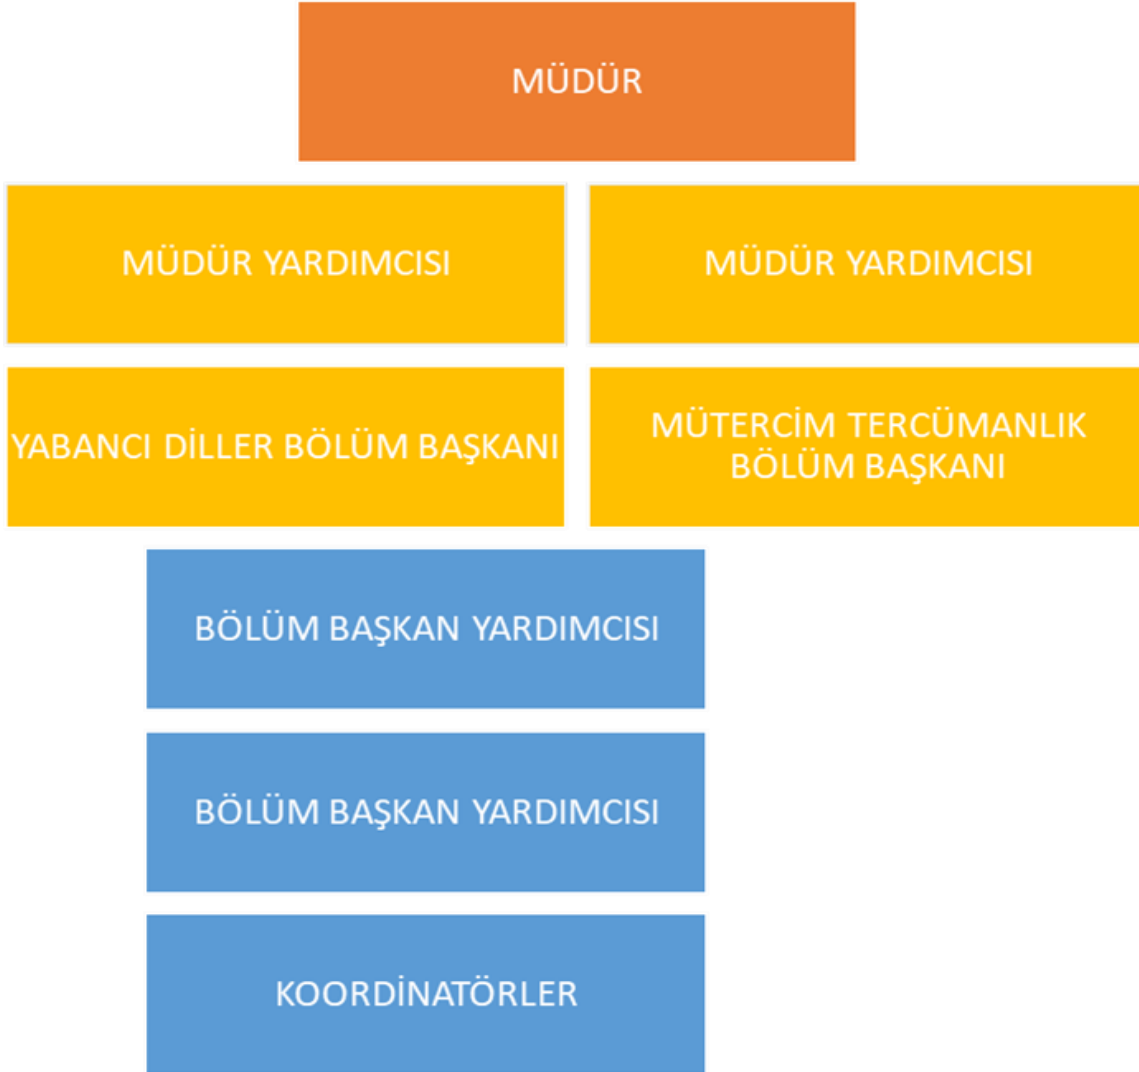 MÜDÜR
MÜDÜR YARDIMCISI
MÜDÜR YARDIMCISI
YABANCI DİLLER BÖLÜM BAŞKANI
MÜTERCİM TERCÜMANLIK
BÖLÜM BAŞKANI
BÖLÜM BAŞKAN YARDIMCISI
BÖLÜM BAŞKAN YARDIMCISI
KOORDİNATÖRLER